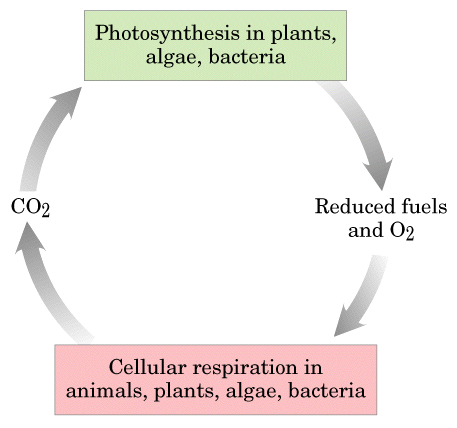 Photosynthesis in plants,
algae, bacteria
CO₂
Reduced fuels
and O₂
Cellular respiration in
animals, plants, algae, bacteria